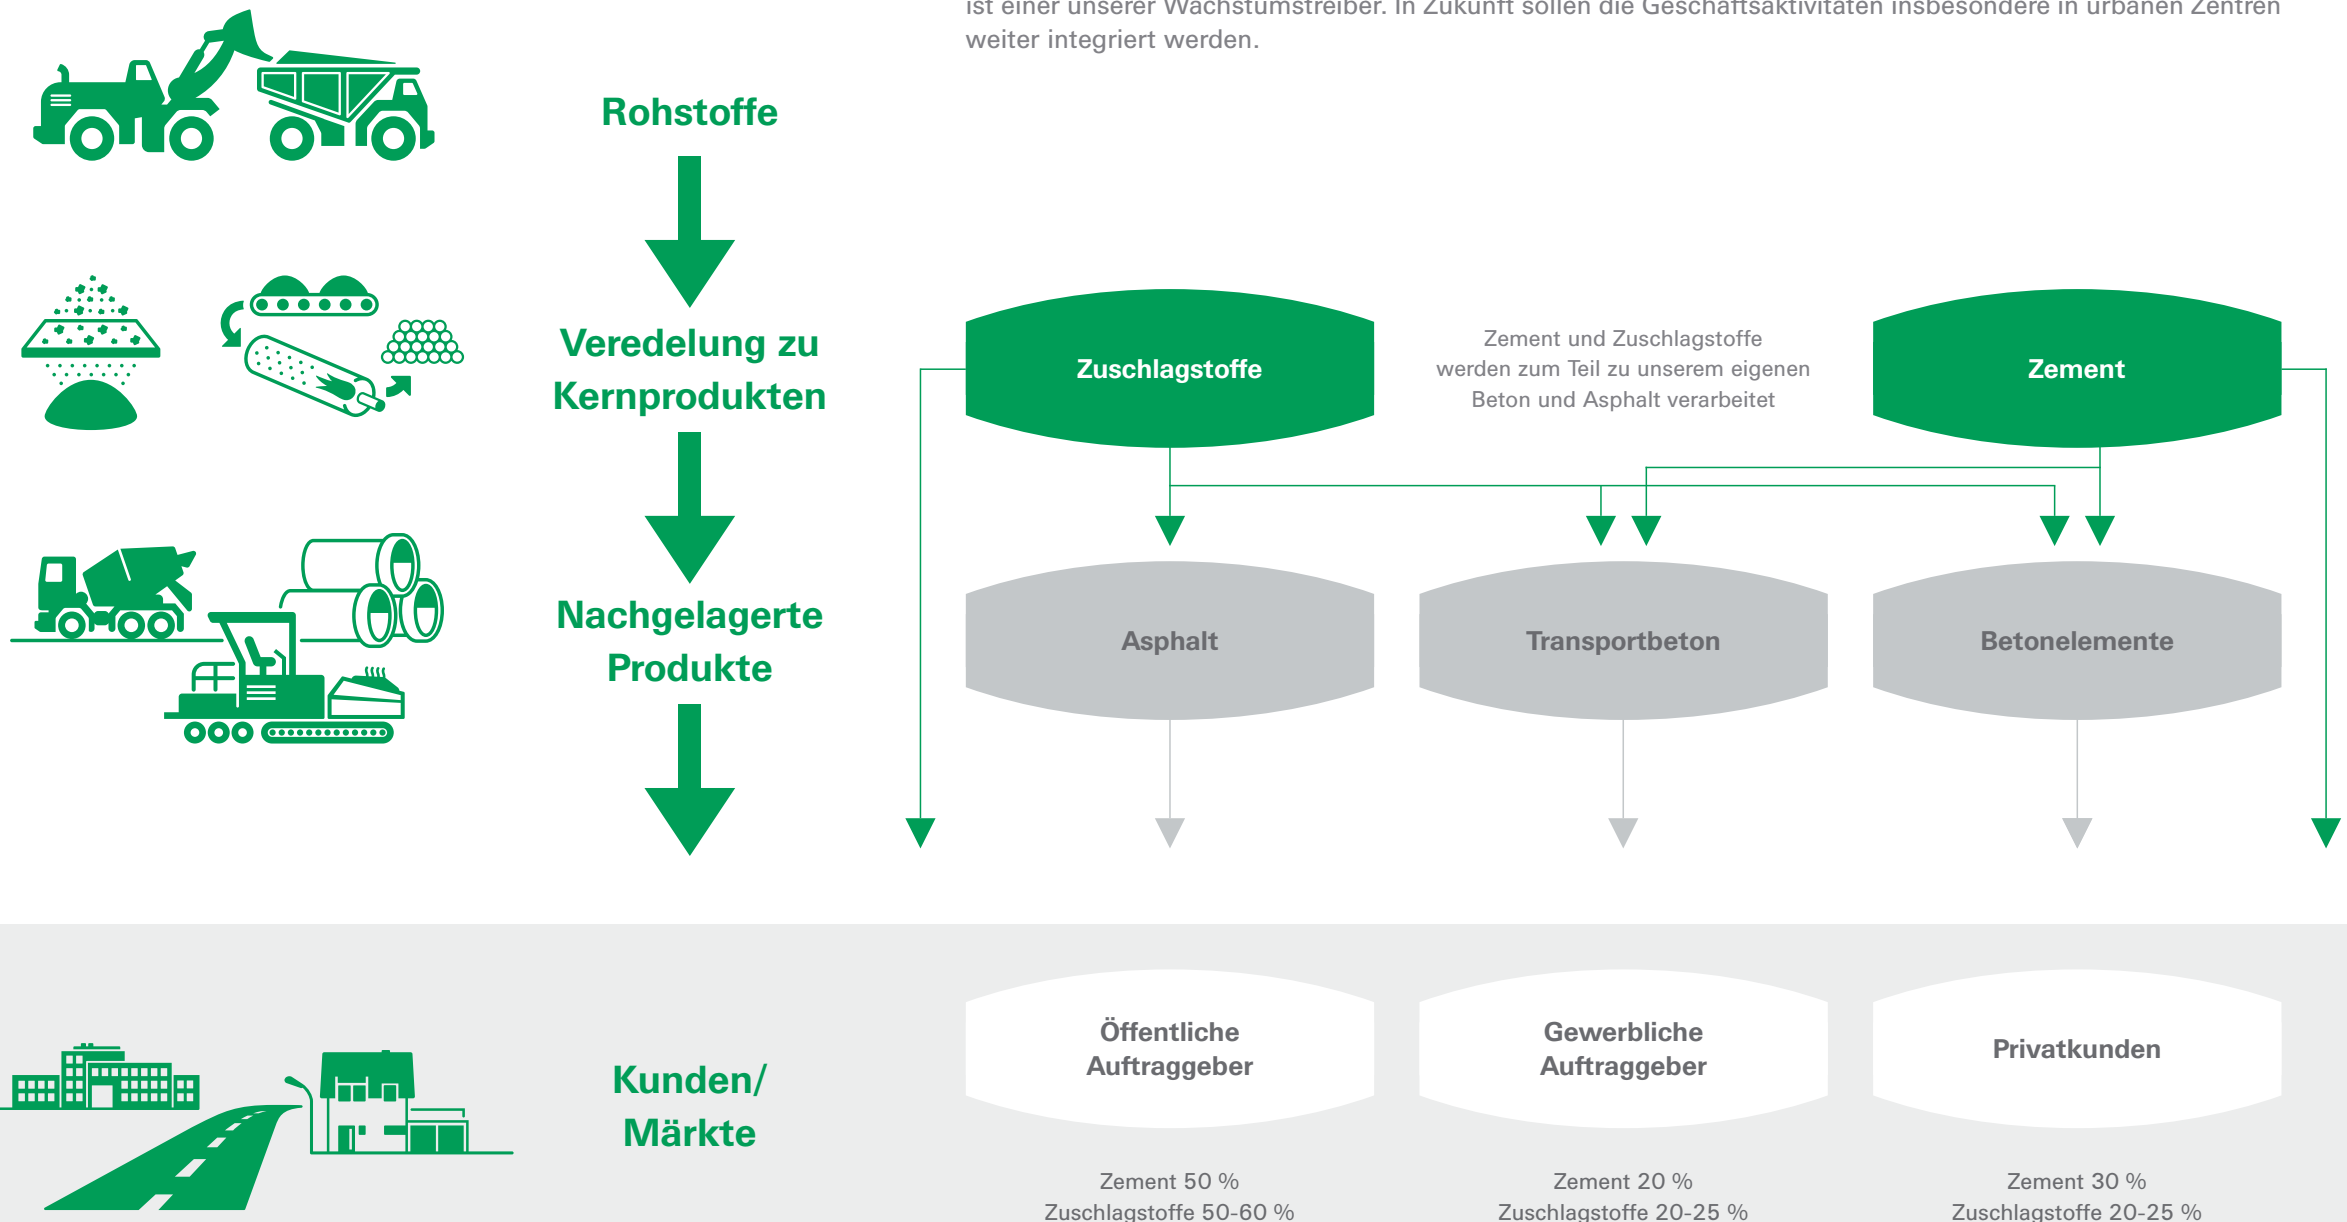 ist einer unserer Wachstumstreiber. In Zukunft sollen die Geschäftsaktivitäten insbesondere in urbanen Zentren
weiter integriert werden.
Rohstoffe
Veredelung zu
Kernprodukten
Zuschlagstoffe
Zement und Zuschlagstoffe
werden zum Teil zu unserem eigenen
Beton und Asphalt verarbeitet
Zement
Nachgelagerte
Produkte
Asphalt
Transportbeton
Betonelemente
Kunden/
Märkte
Öffentliche
Auftraggeber
Gewerbliche
Auftraggeber
Privatkunden
Zement 50 %
Zuschlagstoffe 50-60 %
Zement 20 %
Zuschlagstoffe 20-25 %
Zement 30 %
Zuschlagstoffe 20-25 %